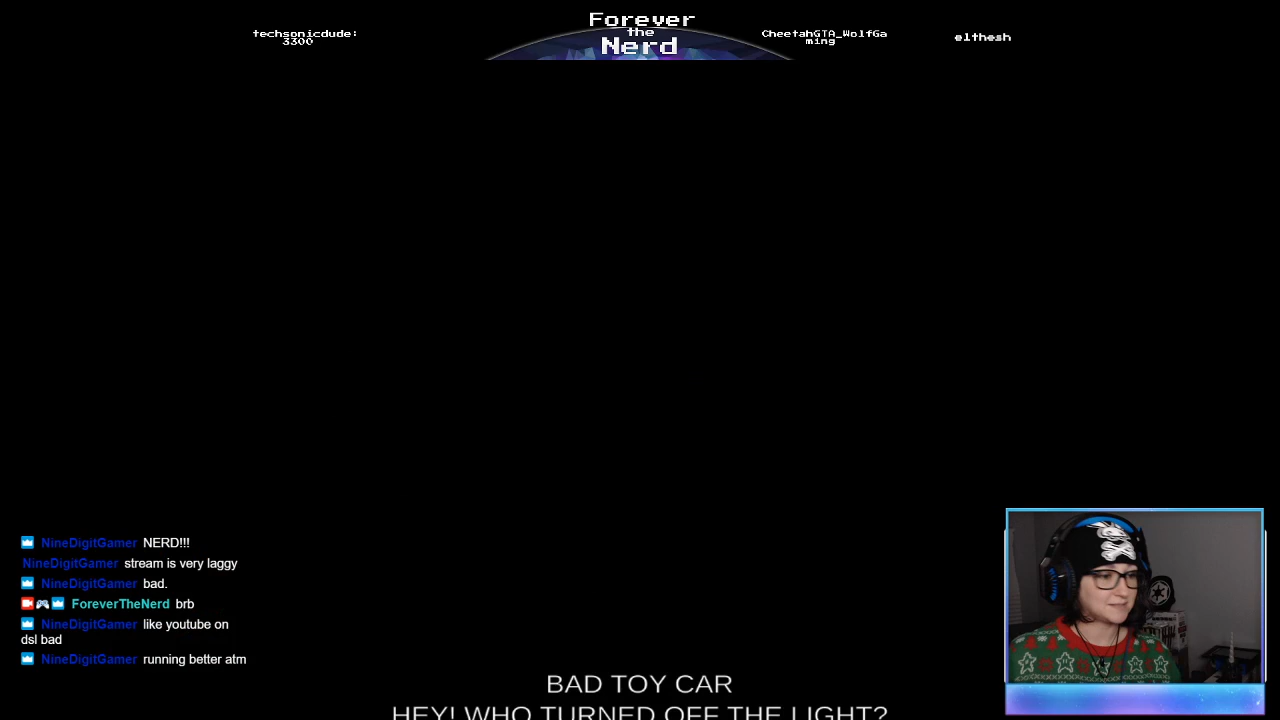 Forever
the
Nerd
techsonicdude:
3300
CheetahGTA_WolfGa
ming
elthesh
NineDigitGamer NERD!!!
NineDigitGamer stream is very laggy
NineDigitGamer bad.
ForeverTheNerd brb
NineDigitGamer like youtube on
dsl bad
NineDigitGamer running better atm
BAD TOY CAR
HEY! WHO TURNED OFF THE LIGHT?